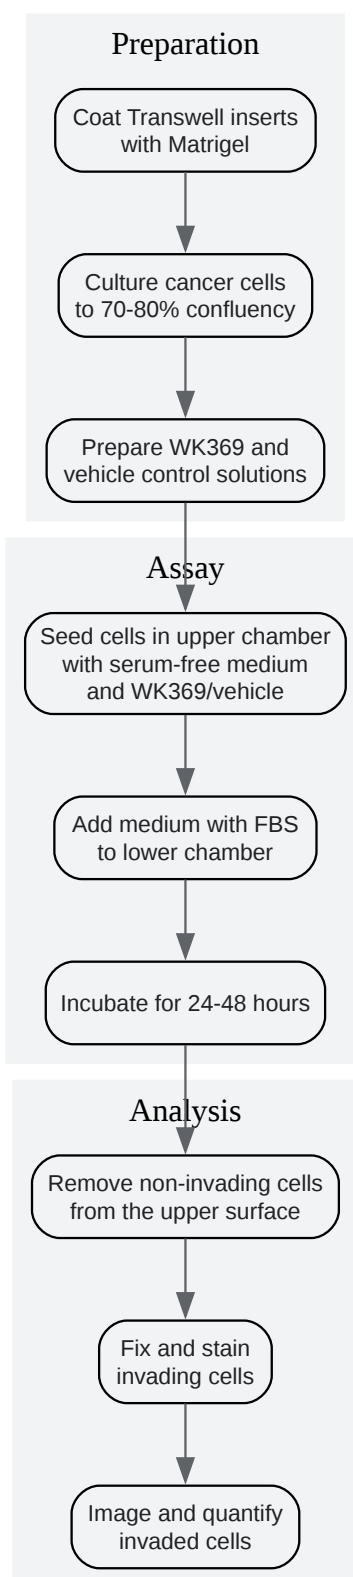 Preparation
Coat Transwell inserts
with Matrigel
Culture cancer cells
to 70-80% confluency
Prepare WK369 and
vehicle control solutions
Assay
Seed cells in upper chamber
with serum-free medium
and WK369/vehicle
Add medium with FBS
to lower chamber
Incubate for 24-48 hours
Analysis
Remove non-invading cells
from the upper surface
Fix and stain
invading cells
Image and quantify
invaded cells